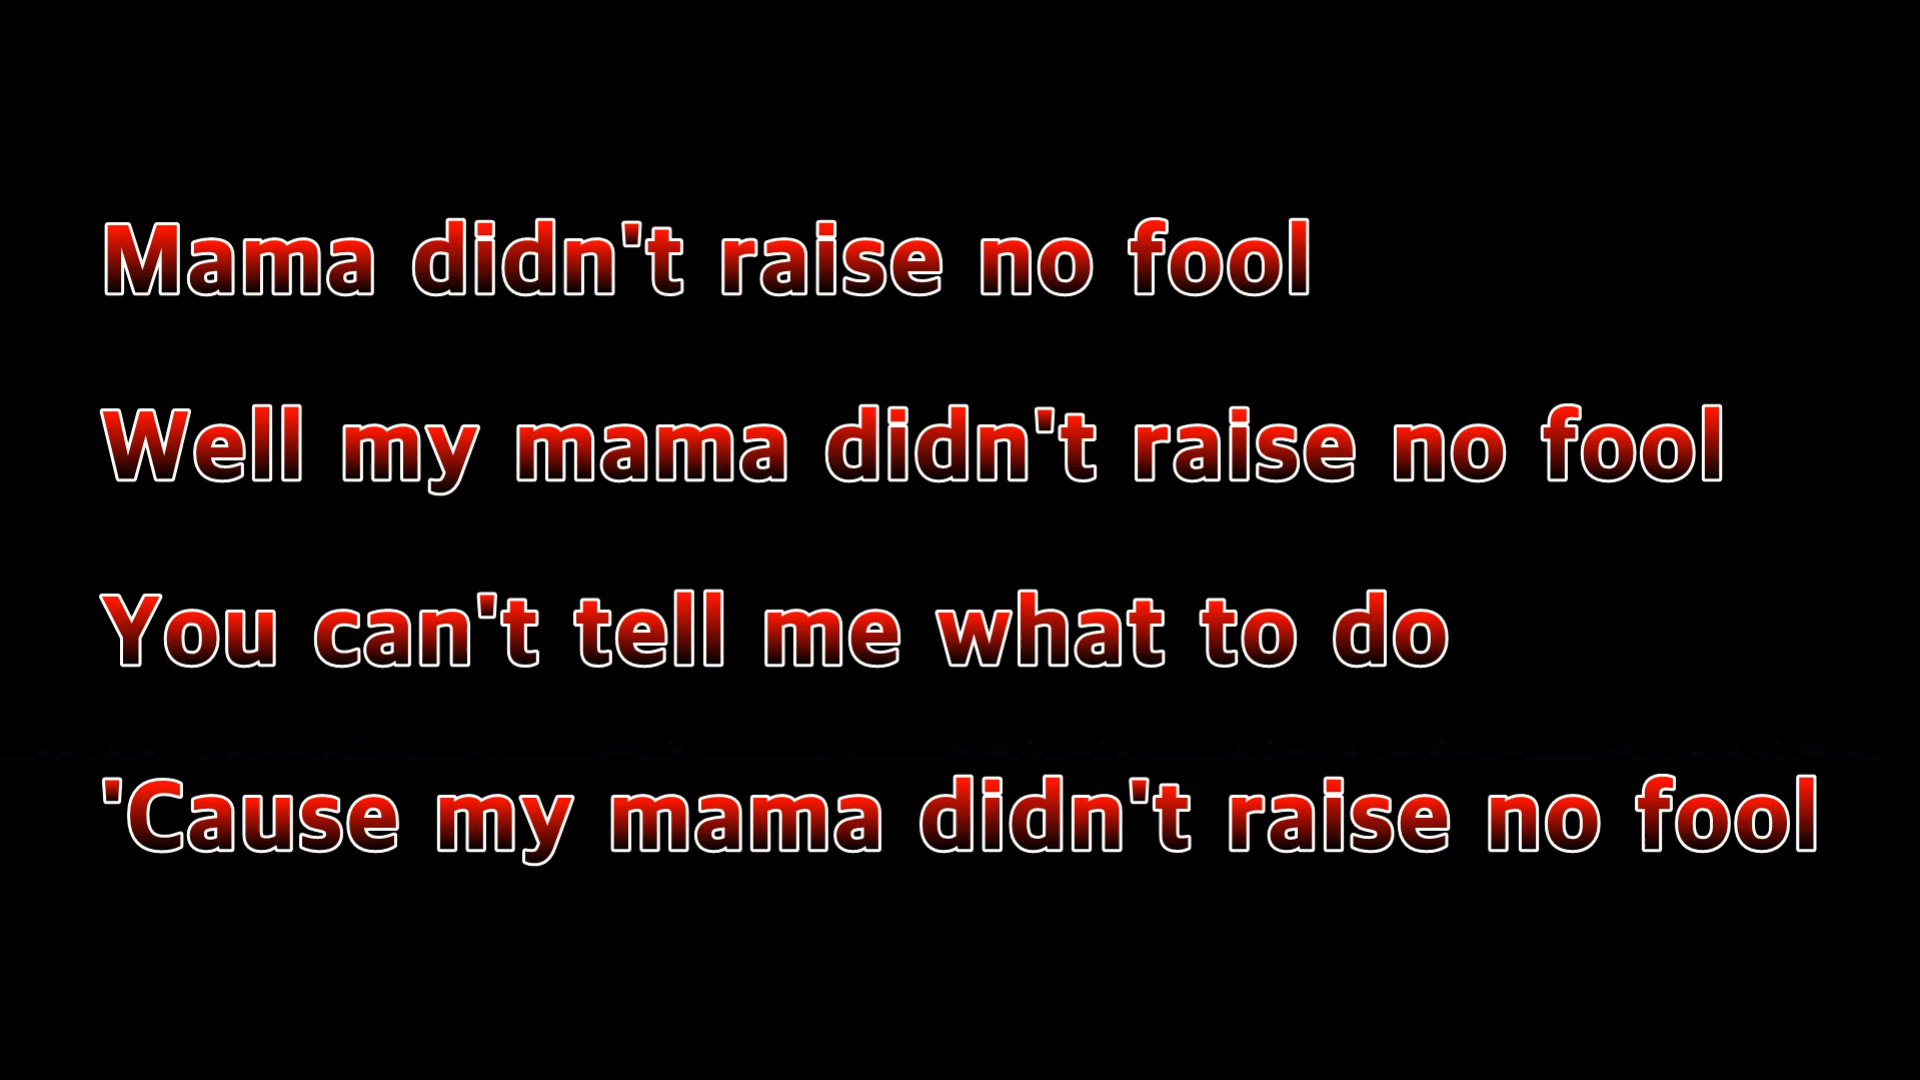 Mama didn't raise no fool
Well my mama didn't raise no fool
You can't tell me what to do
'Cause my mama didn't raise no fool